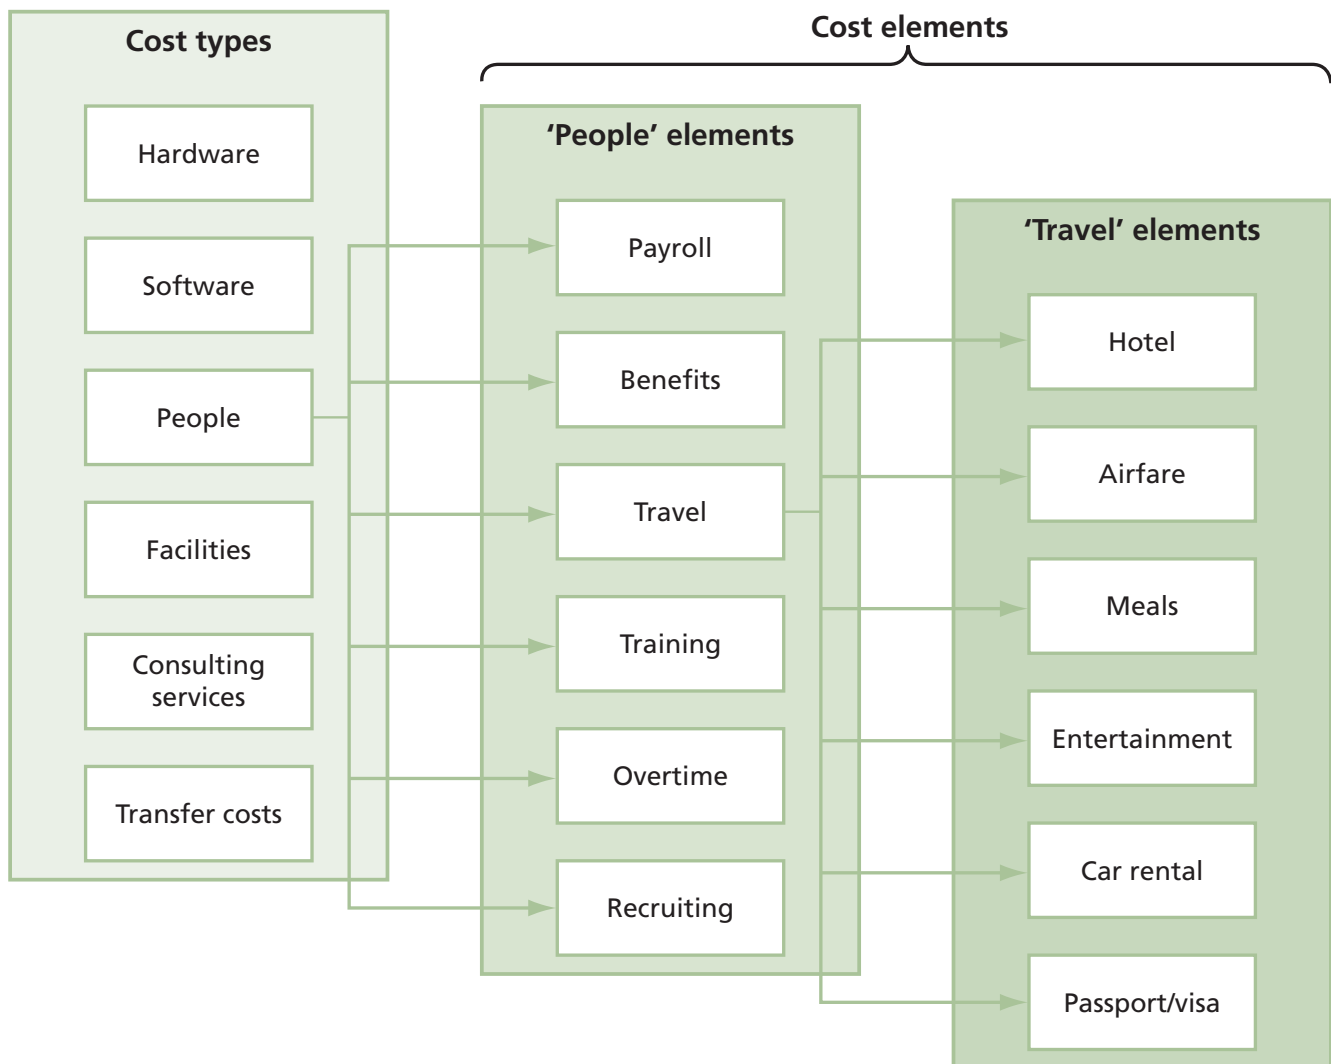 Cost types
Hardware
Software
People
Facilities
Consulting
services
Transfer costs
Cost elements
‘People’ elements
Payroll
Benefits
Travel
Training
Overtime
Recruiting
‘Travel’ elements
Hotel
Airfare
Meals
Entertainment
Car rental
Passport/visa